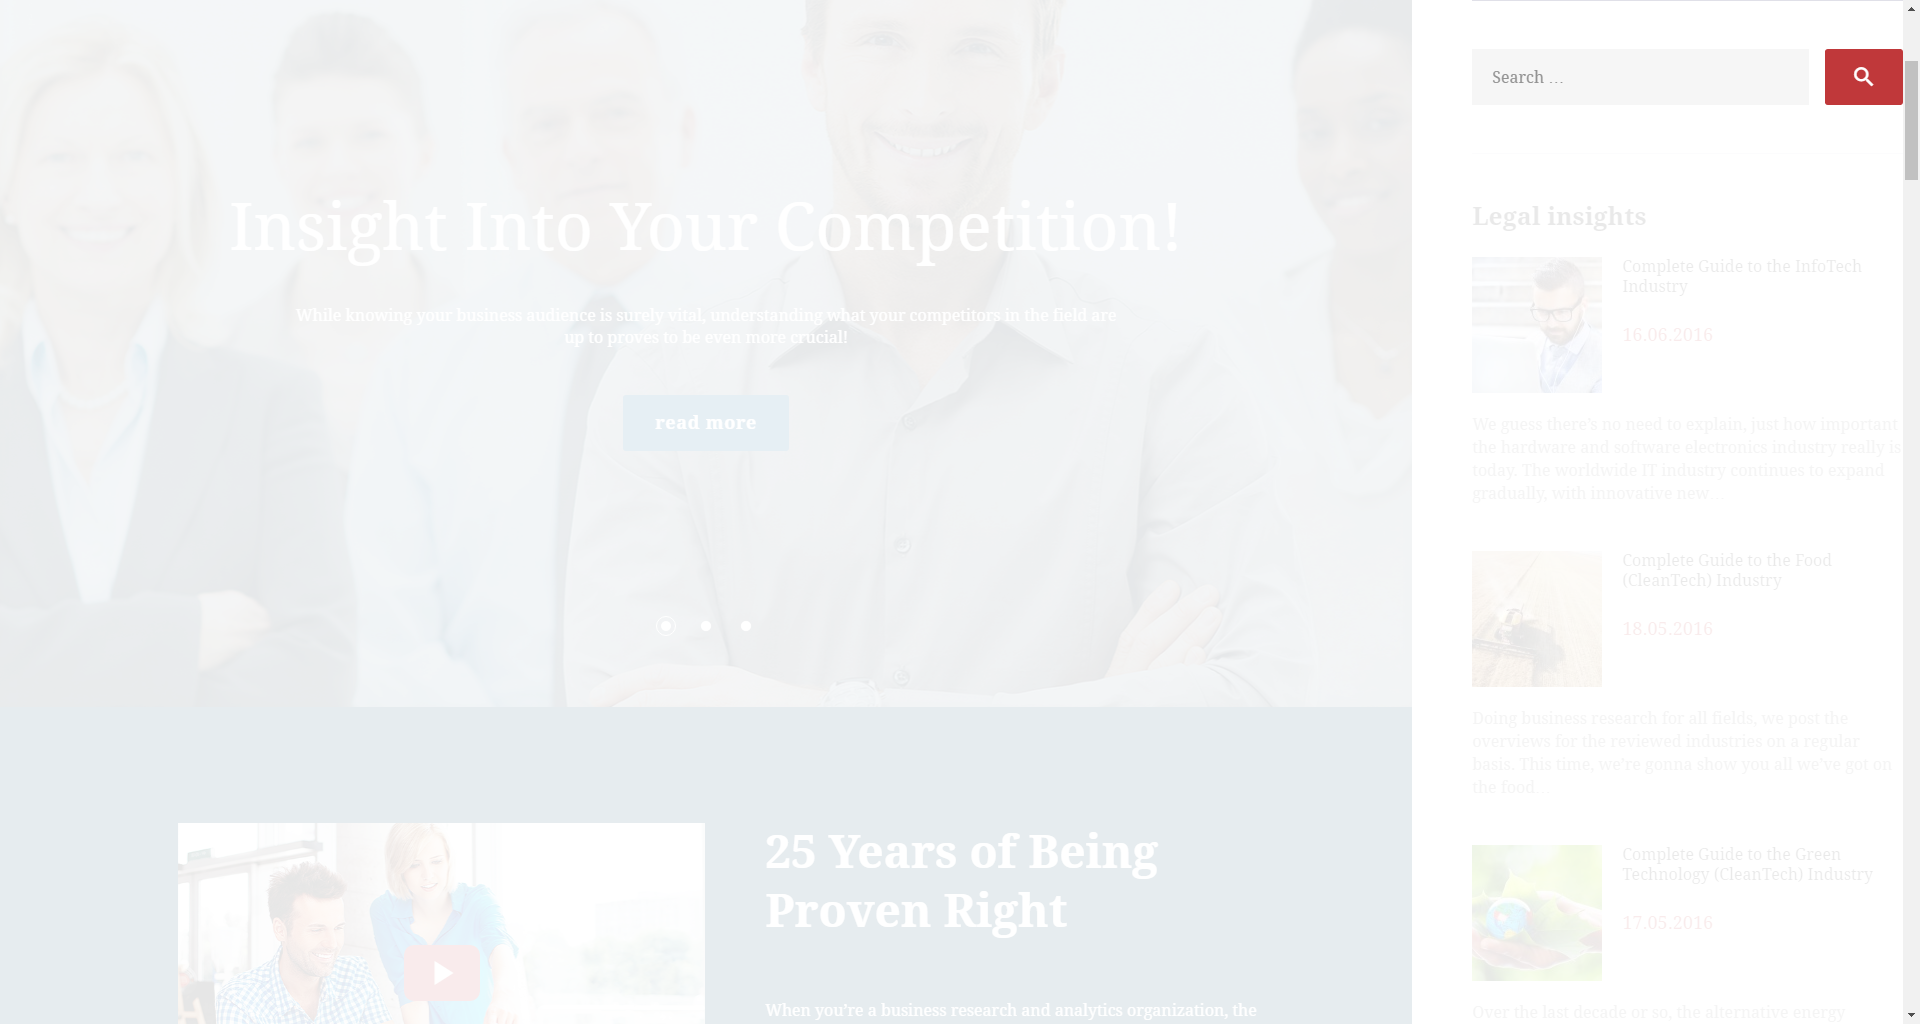 Insight Into Your Competition!
While knowing your business audience is surely vital, understanding what your competitors in the field are
up to proves to be even more crucial!
read more
25 Years of Being
Proven Right
When you're a business research and analytics organization, the
Search …
Legal insights
Complete Guide to the InfoTech
Industry
16.06.2016
We guess there's no need to explain, just how important
the hardware and software electronics industry really is
today. The worldwide IT industry continues to expand
gradually, with innovative new
Complete Guide to the Food
(CleanTech) Industry
18.05.2016
Doing business research for all fields, we post the
overviews for the reviewed industries on a regular
basis. This time, we're gonna show you all we've got on
the food…
Complete Guide to the Green
Technology (CleanTech) Industry
17.05.2016
Over the last decade or so, the alternative energy